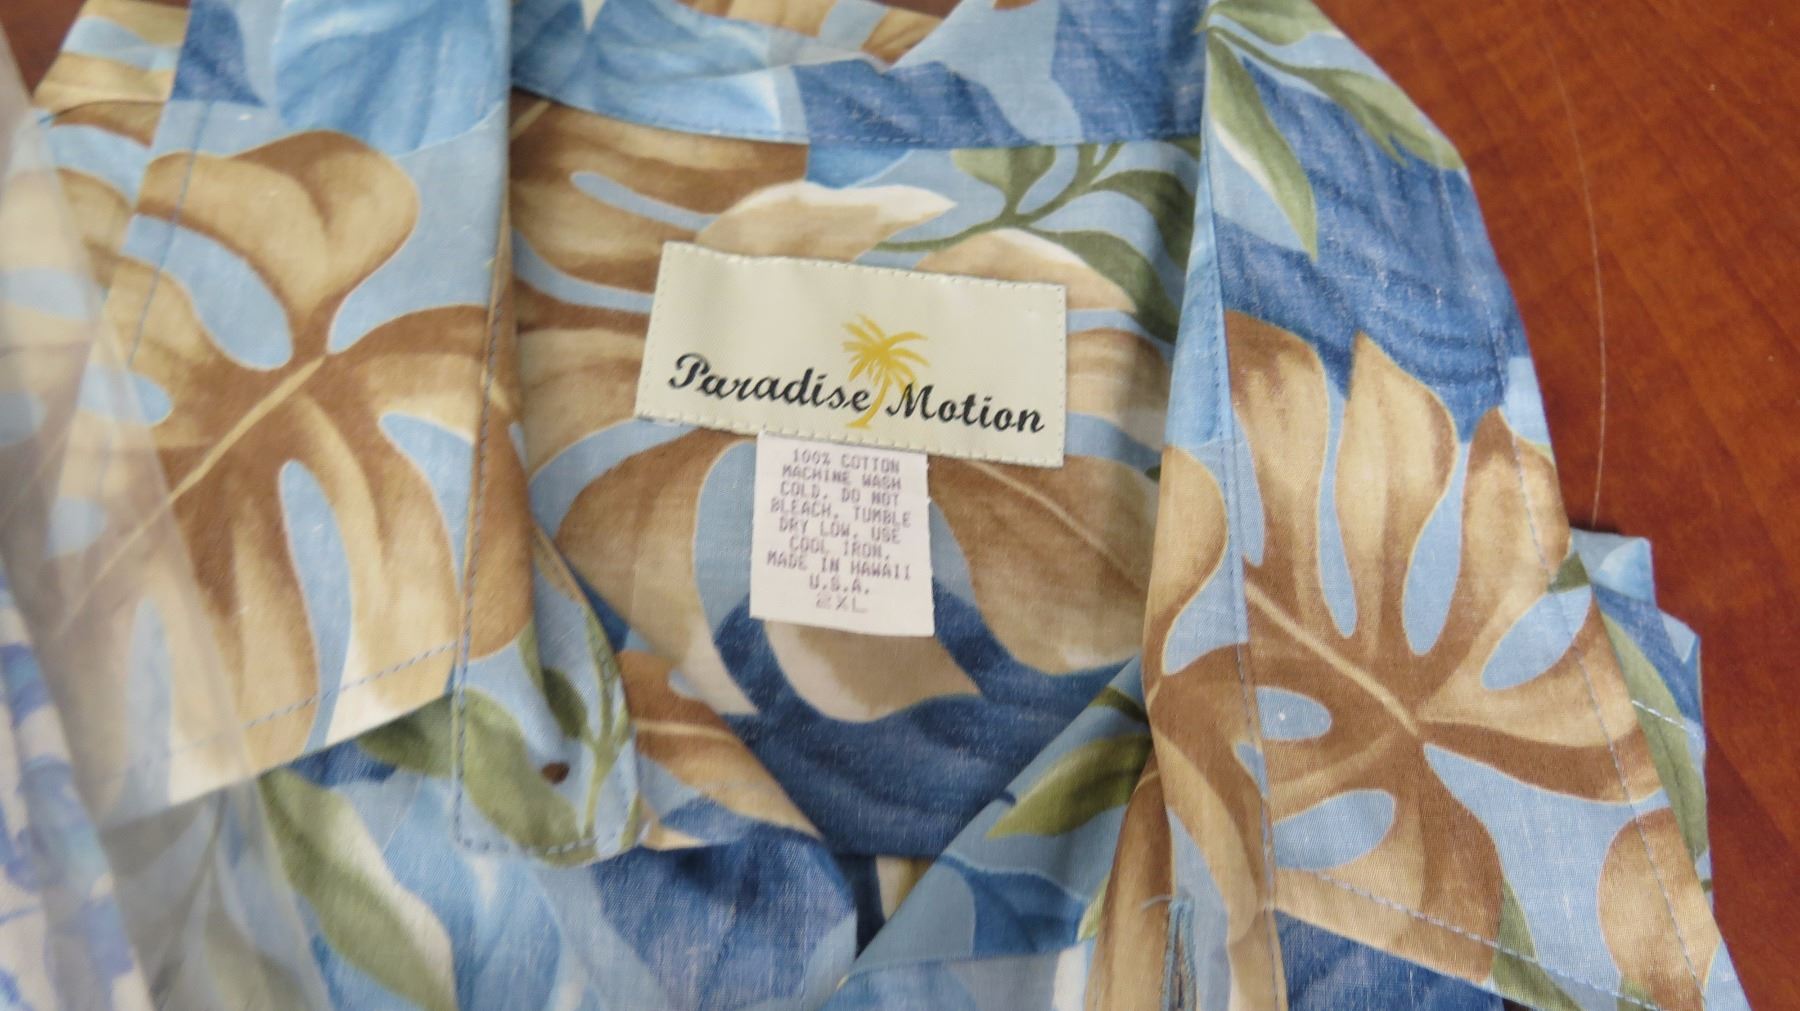 Paradise Motion
100% COTTON
MACHINE WASH
COLD. DO NOT
BLEACH. TUMBLE
DRY LOW. USE
COOL IRON.
MADE IN HAWAII
U.S.A.
2XL